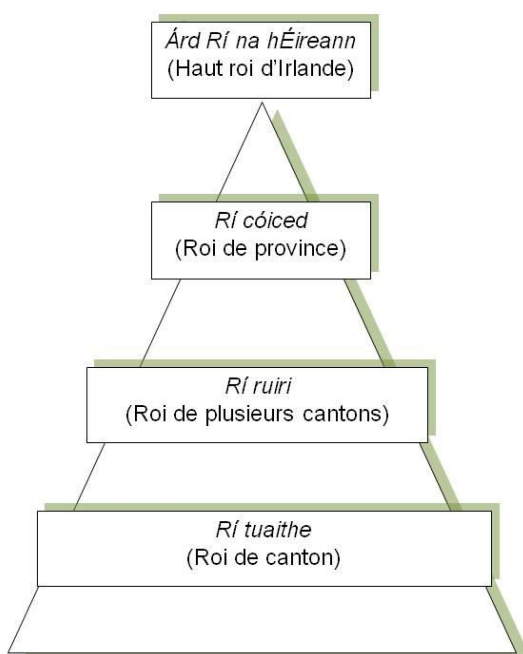 Árd Rí na hÉireann
(Haut roi d'Irlande)
Rí cóiced
(Roi de province)
Rí ruiri
(Roi de plusieurs cantons)
Rí tuaithe
(Roi de canton)